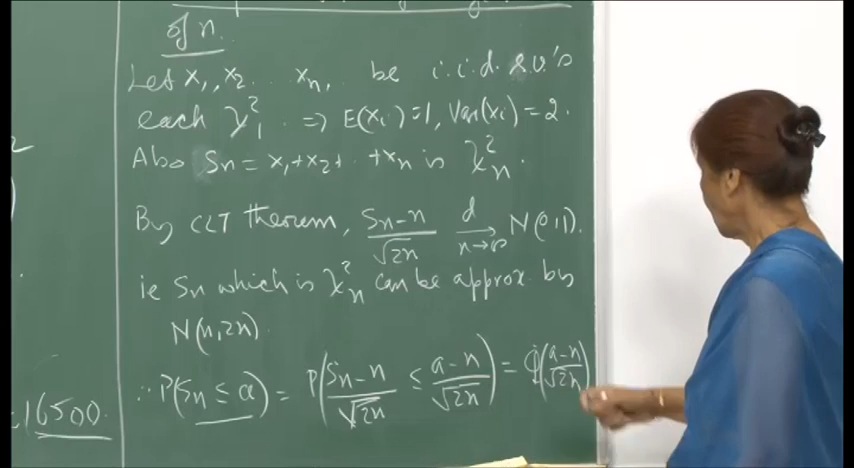 of n.
Let X₁, X₂ .. Xₙ, be i.i.d. r.v.'s
each χ²₁ .. ⇒ E(Xᵢ)=1, Var(Xᵢ)=2.
Also Sₙ = X₁+X₂+ .. +Xₙ is χ²ₙ.
By CLT theorem, (Sₙ-n)/√2n →(d, n→∞) N(0,1).
ie Sₙ which is χ²ₙ can be approx. by
N(n,2n).
∴ P(Sₙ ≤ a) = P((Sₙ-n)/√2n ≤ (a-n)/√2n) = Φ((a-n)/√2n)
=16500